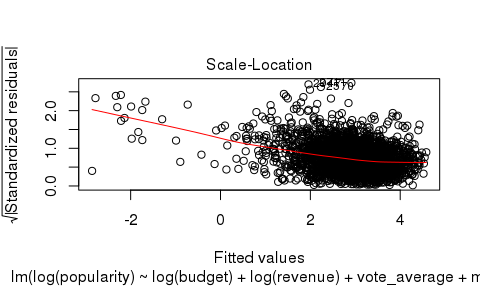 Scale-Location
√|Standardized residuals|
2.0
1.0
0.0
-2 0 2 4
Fitted values
lm(log(popularity) ~ log(budget) + log(revenue) + vote_average + m